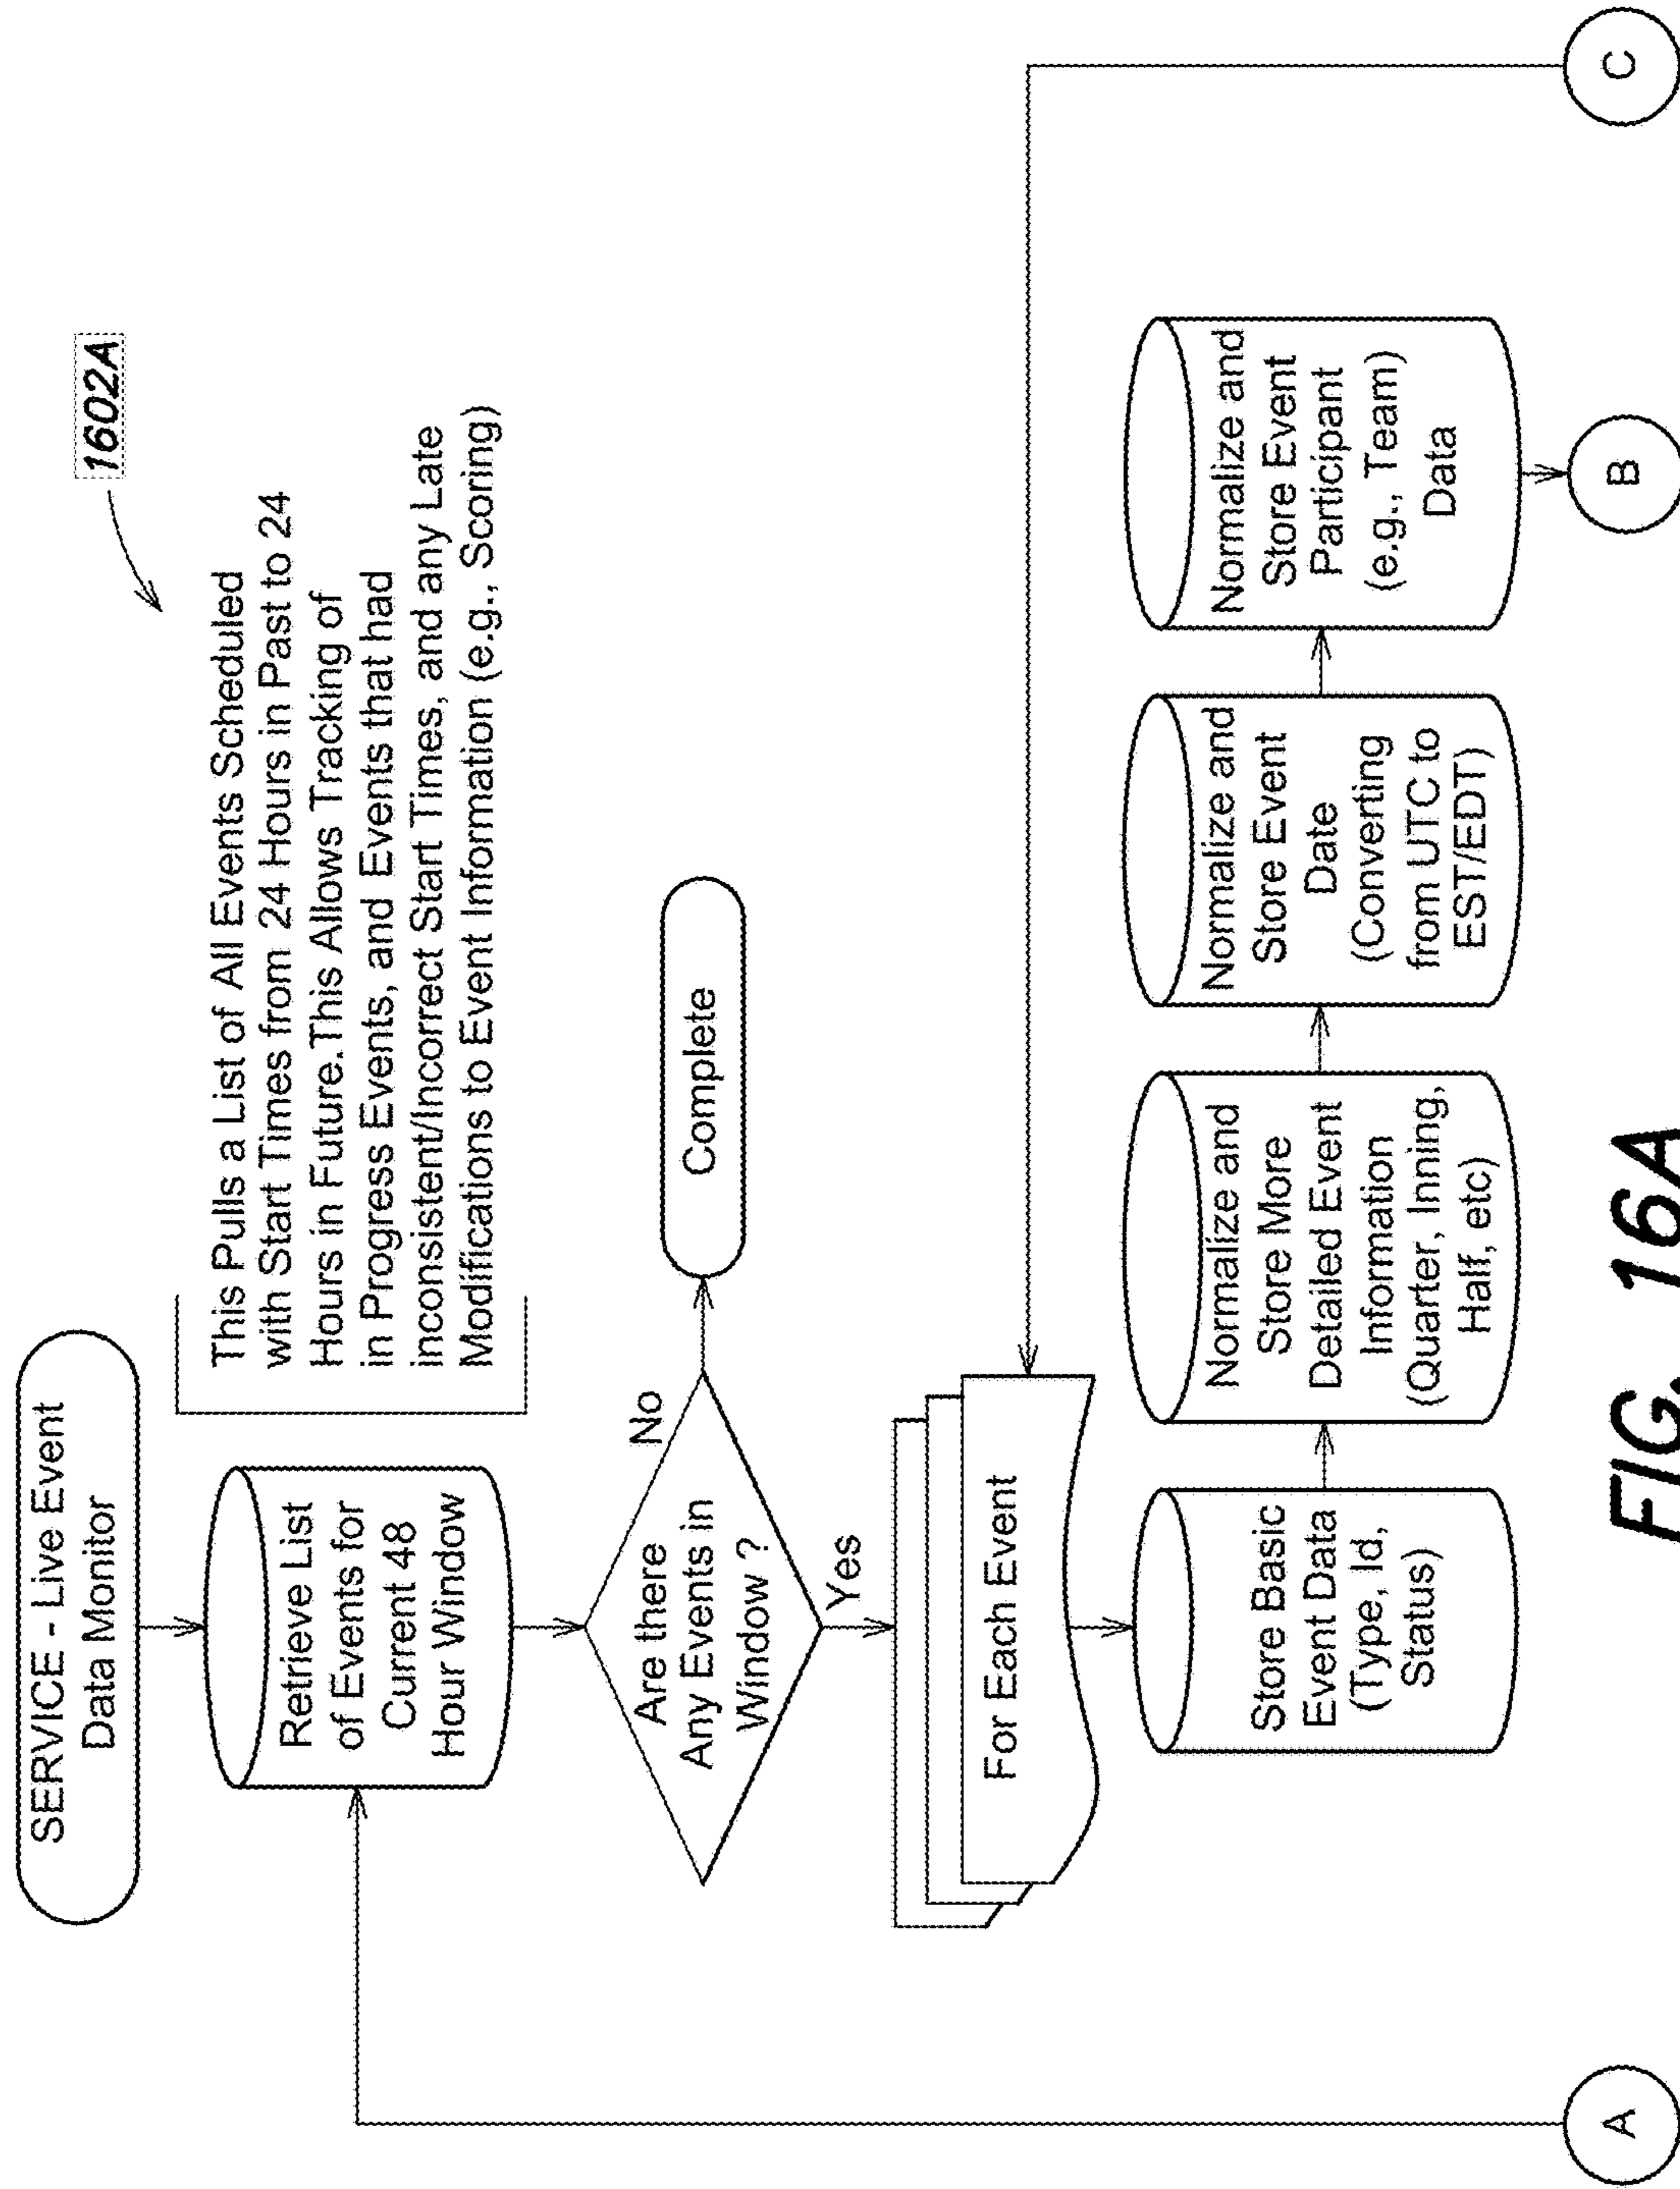 1602A
SERVICE - Live Event
Data Monitor
This Pulls a List of All Events Scheduled
with Start Times from 24 Hours in Past to 24
Hours in Future.This Allows Tracking of
in Progress Events, and Events that had
inconsistent/Incorrect Start Times, and any Late
Modifications to Event Information (e.g., Scoring)
Retrieve List
of Events for
Current 48
Hour Window
Are there
Any Events in
Window ?
No
Complete
Yes
For Each Event
Store Basic
Event Data
(Type, Id,
Status)
Normalize and
Store More
Detailed Event
Information
(Quarter, Inning,
Half, etc)
Normalize and
Store Event
Date
(Converting
from UTC to
EST/EDT)
Normalize and
Store Event
Participant
(e.g., Team)
Data
A
B
C
FIG. 16A